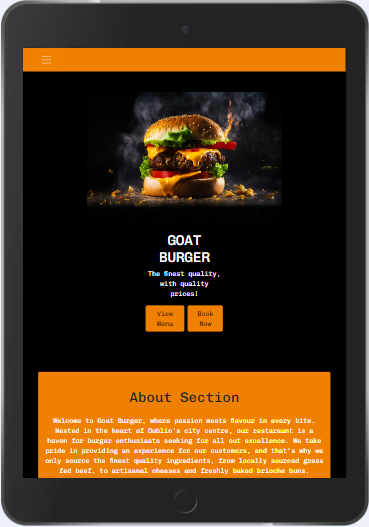 GOAT
BURGER
The finest quality,
with quality
prices!
View
Menu
Book
Now
About Section
Welcome to Goat Burger, where passion meets flavour in every bite.
Nested in the heart of Dublin's city centre, our restaraumt is a
haven for burger enthusiasts seeking for all out excellence. We take
pride in providing an experience for our customers, and that's why we
only source the finest quality ingredients, from locally sourced grass
fed beef, to artisanal cheeses and freshly baked brioche buns.